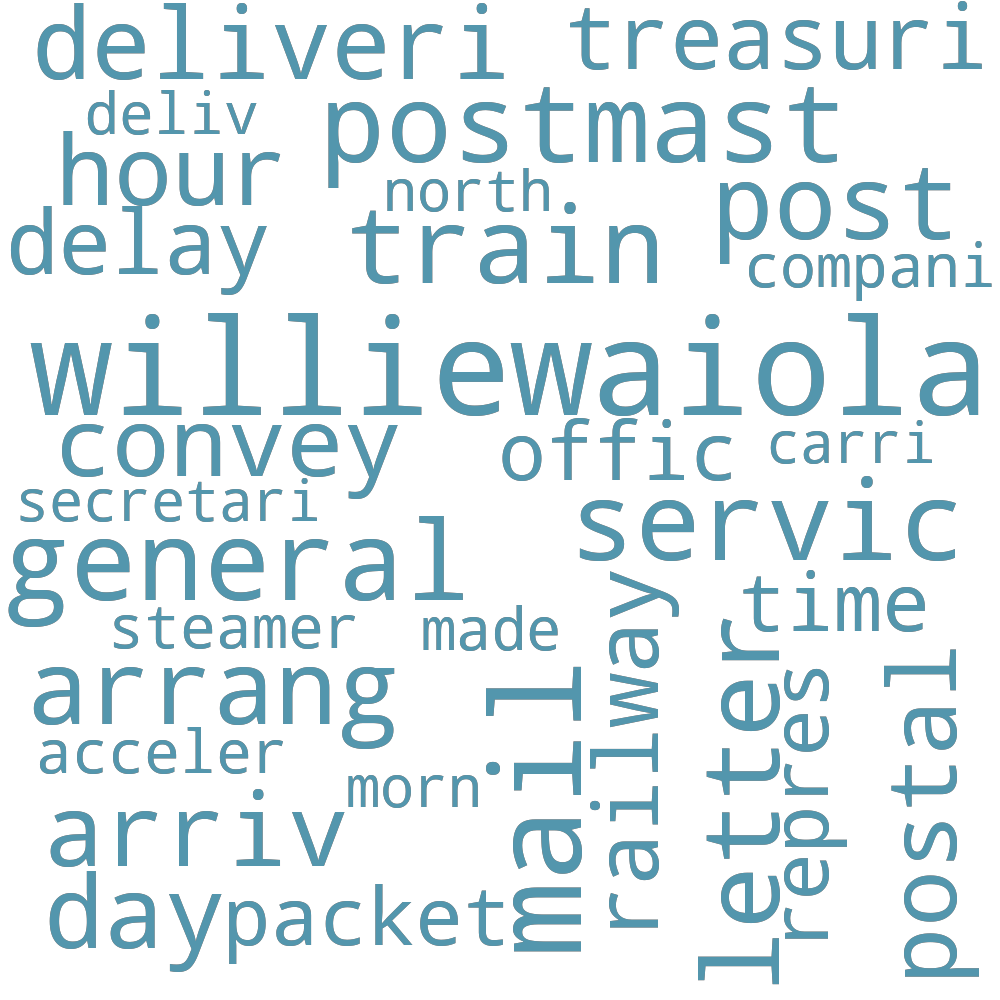 deliveri treasuri
deliv postmast
hour north post
delay train compani
williewaiola
convey offic carri
secretari servic
general time
steamer made railway
arrang letter repres postal
acceler mail
morn
arriv
day packet